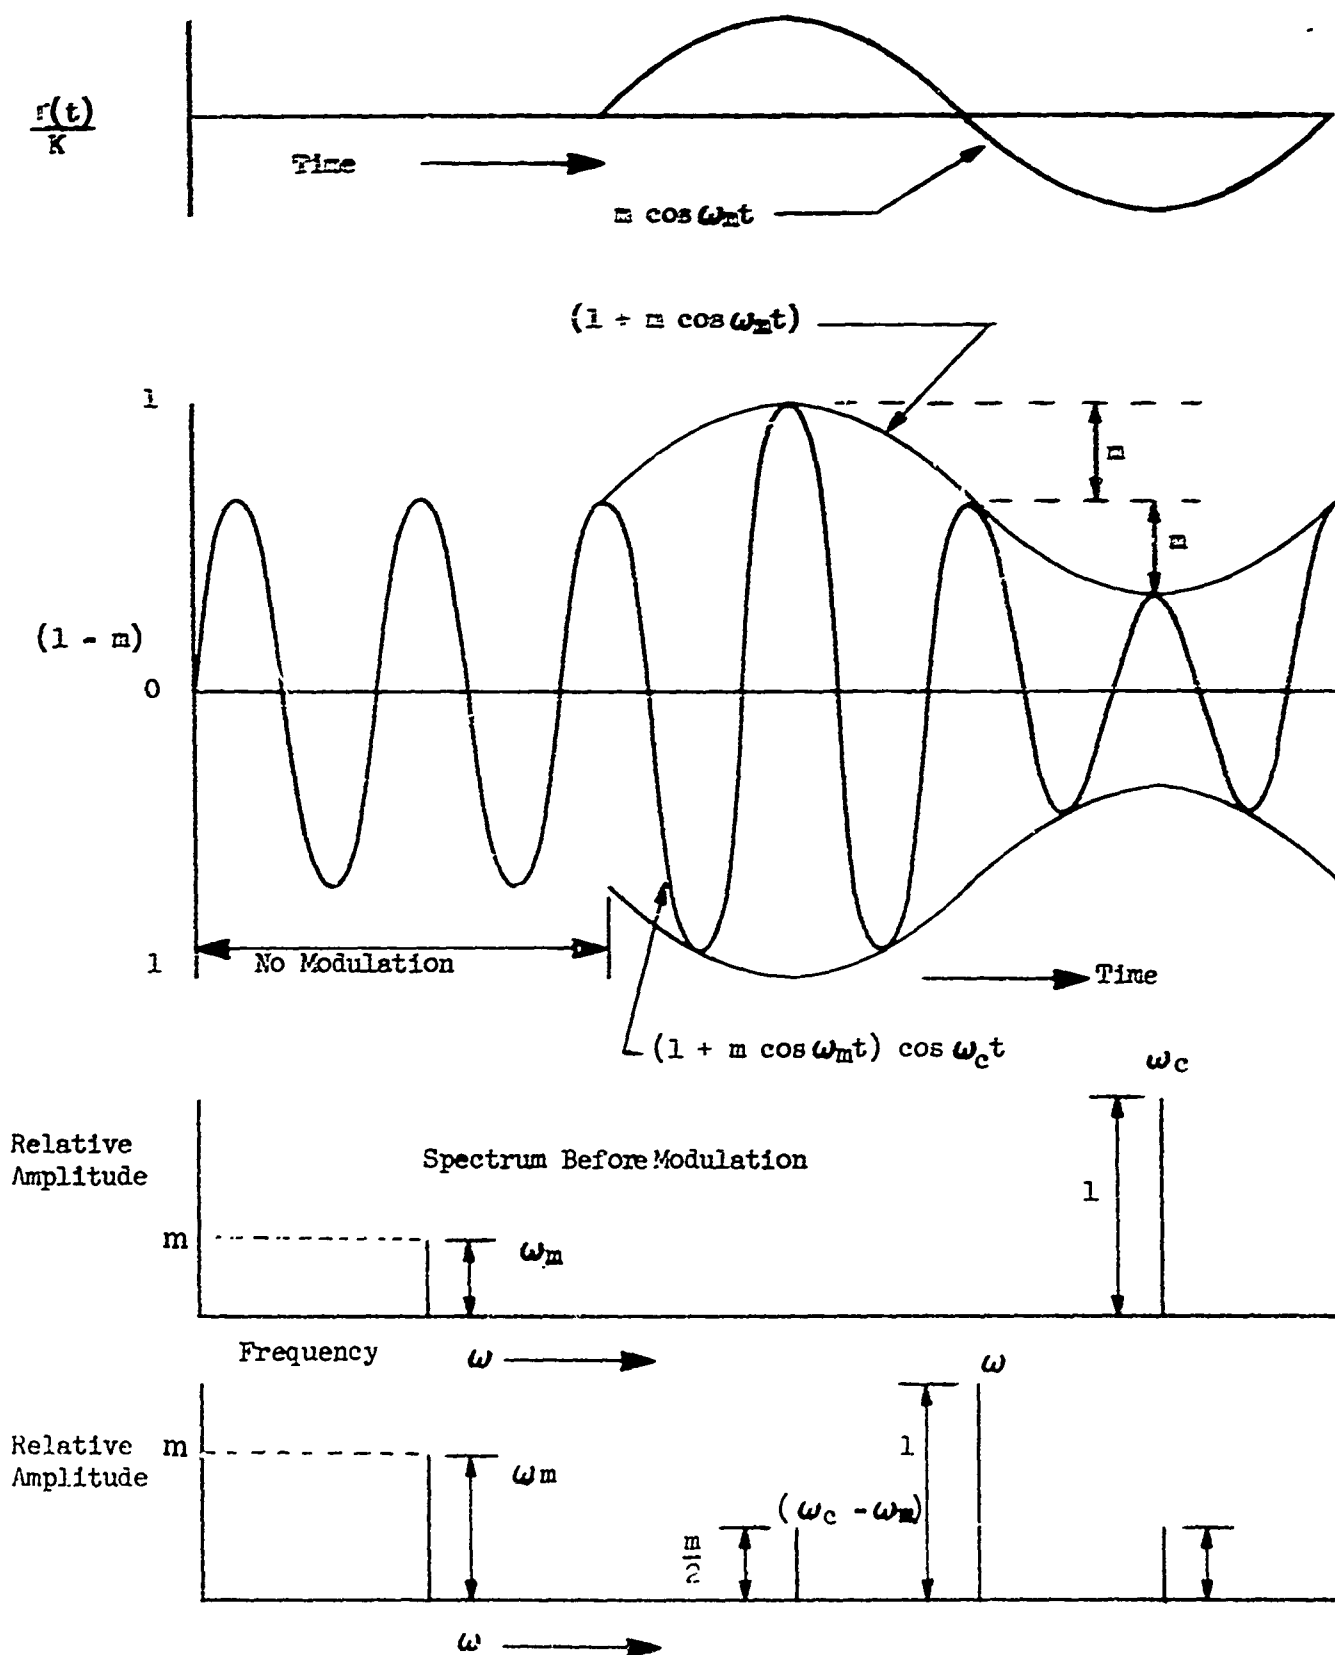 r(t)
K
Time
m cos ωmt
(1 + m cos ωmt)
1
m
m
(1 - m)
0
No Modulation
1
Time
(1 + m cos ωmt) cos ωct
ωc
Relative
Amplitude
Spectrum Before Modulation
1
m
ωm
Frequency
ω
ω
Relative
Amplitude
m
ωm
1
(ωc - ωm)
m
2
ω